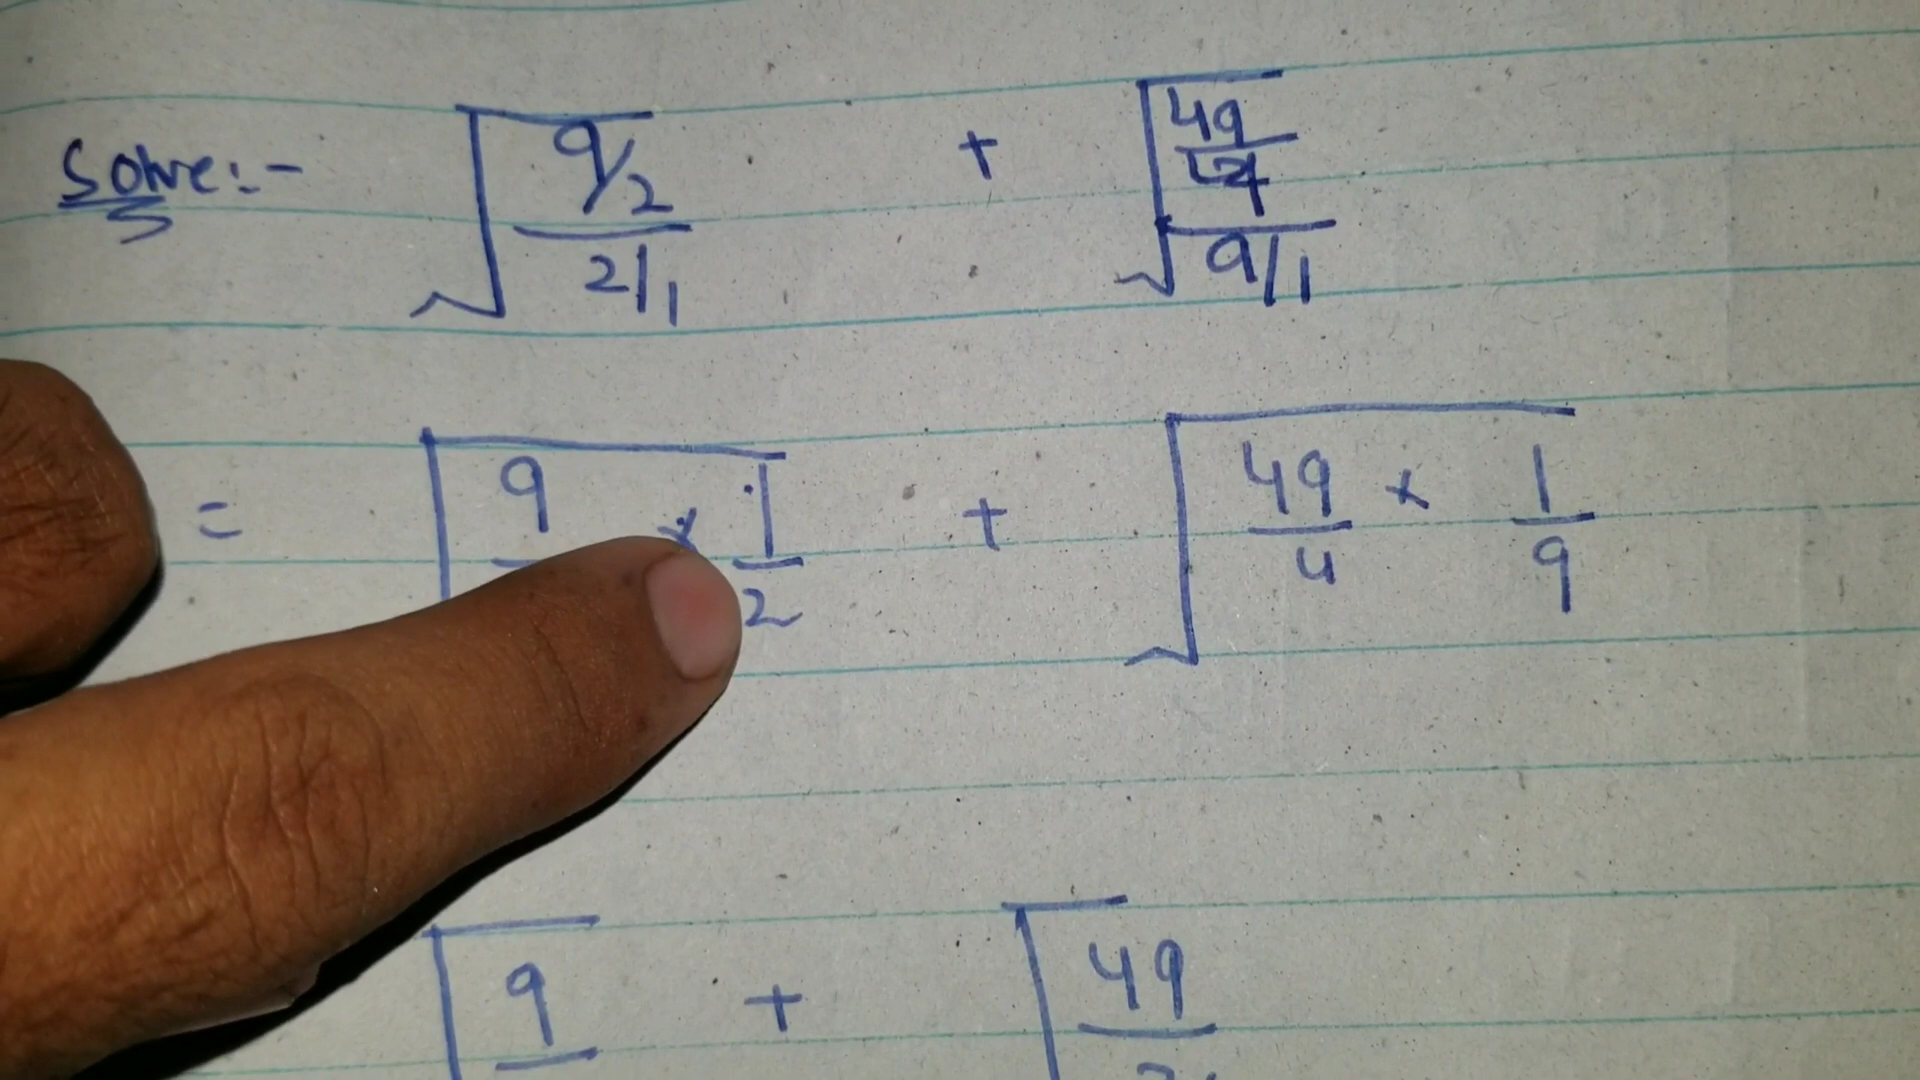 Solve:- √((9/2)/(2/1)) + √((49/4)/(9/1))
= √(9/ × 1/2) + √(49/4 × 1/9)
√(9/ + √(49/